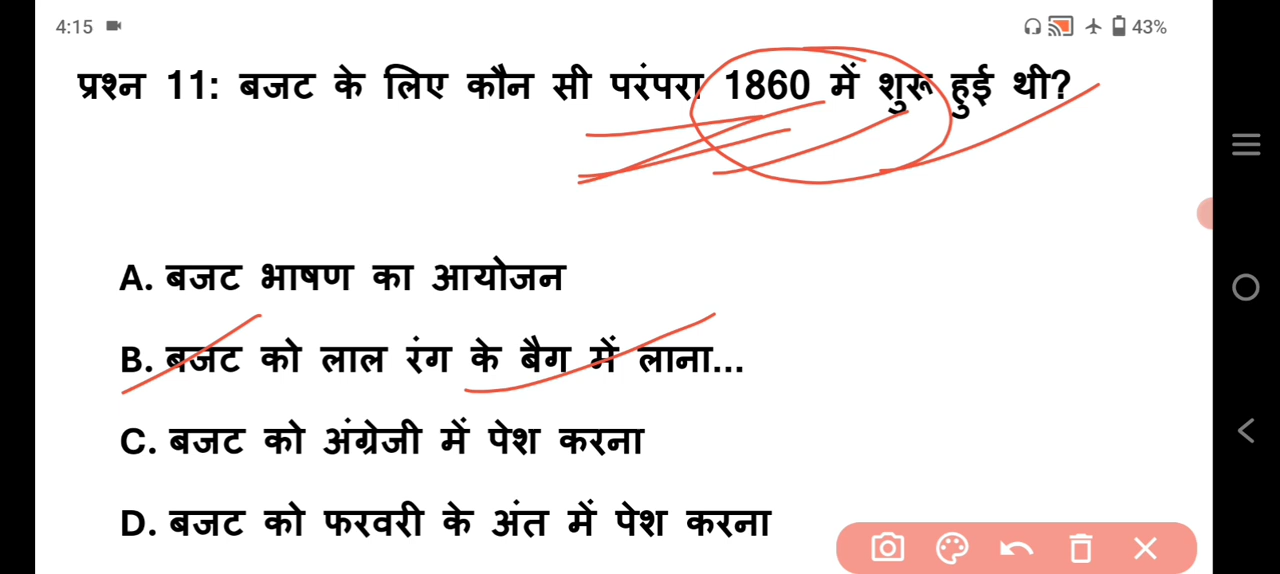 4:15
43%
प्रश्न 11: बजट के लिए कौन सी परंपरा 1860 में शुरू हुई थी?
A. बजट भाषण का आयोजन
B. बजट को लाल रंग के बैग में लाना...
C. बजट को अंग्रेजी में पेश करना
D. बजट को फरवरी के अंत में पेश करना